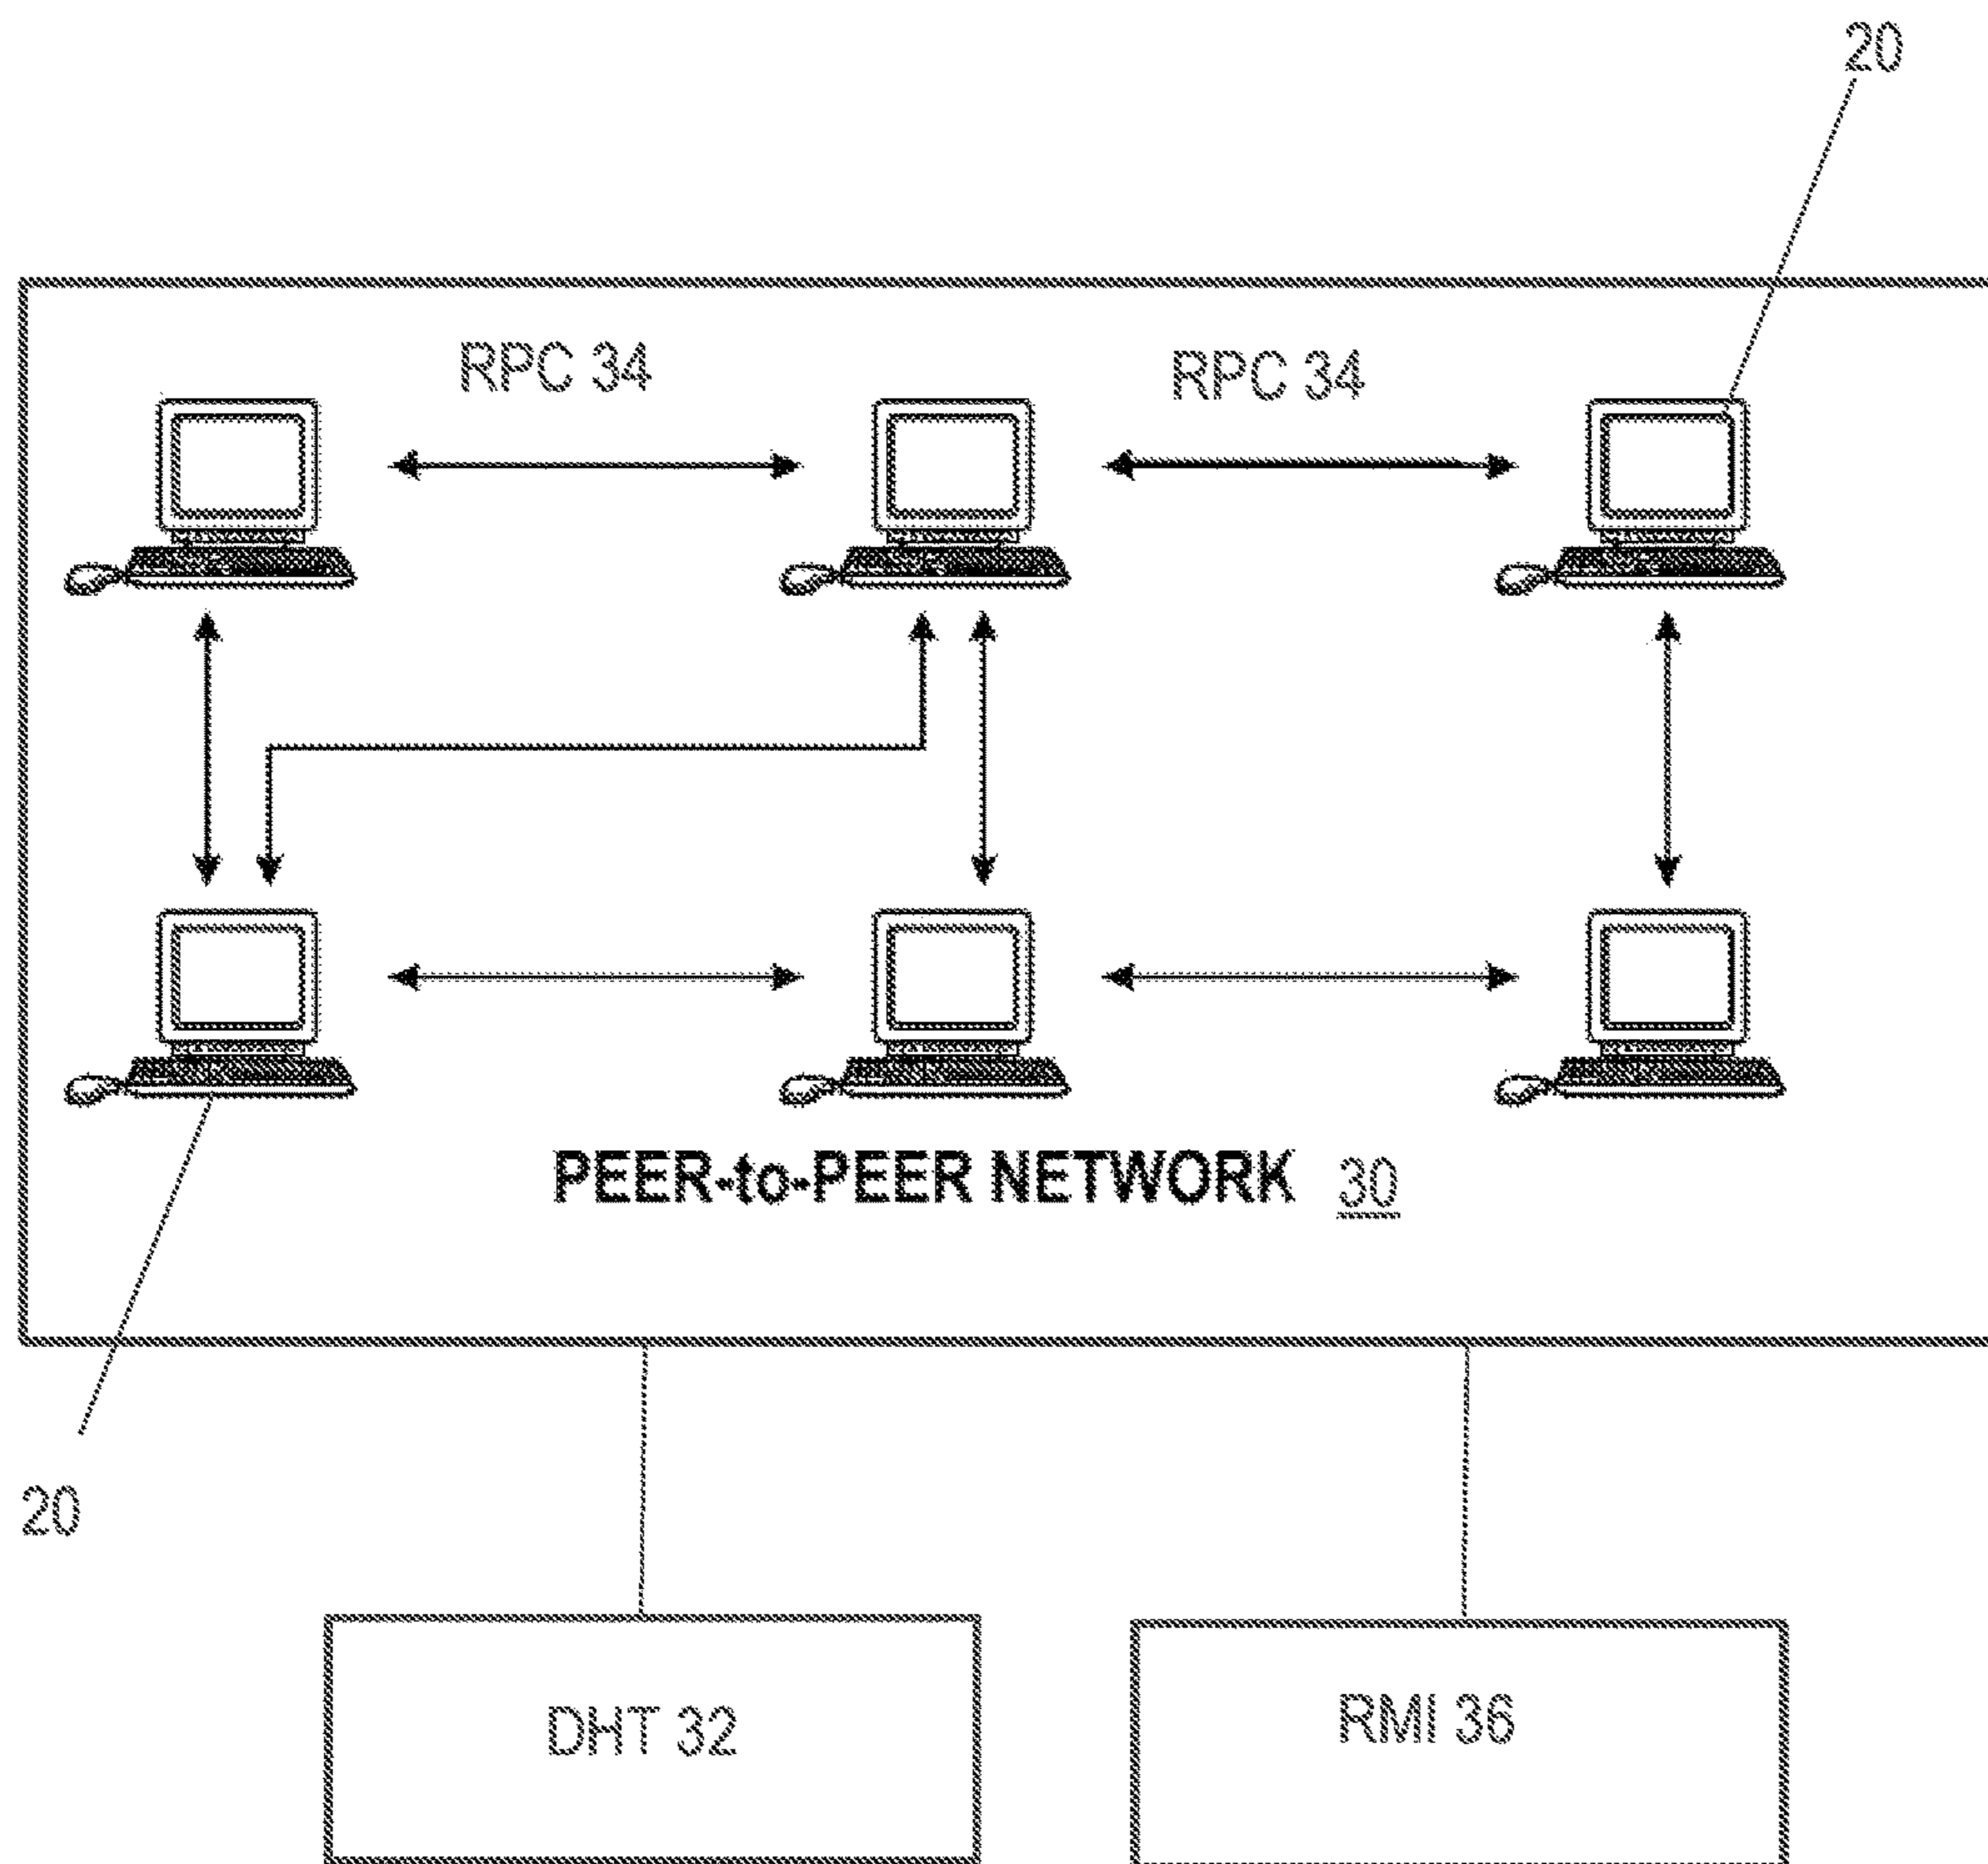 20
RPC 34
RPC 34
PEER-to-PEER NETWORK 30
20
DHT 32
RMI 36